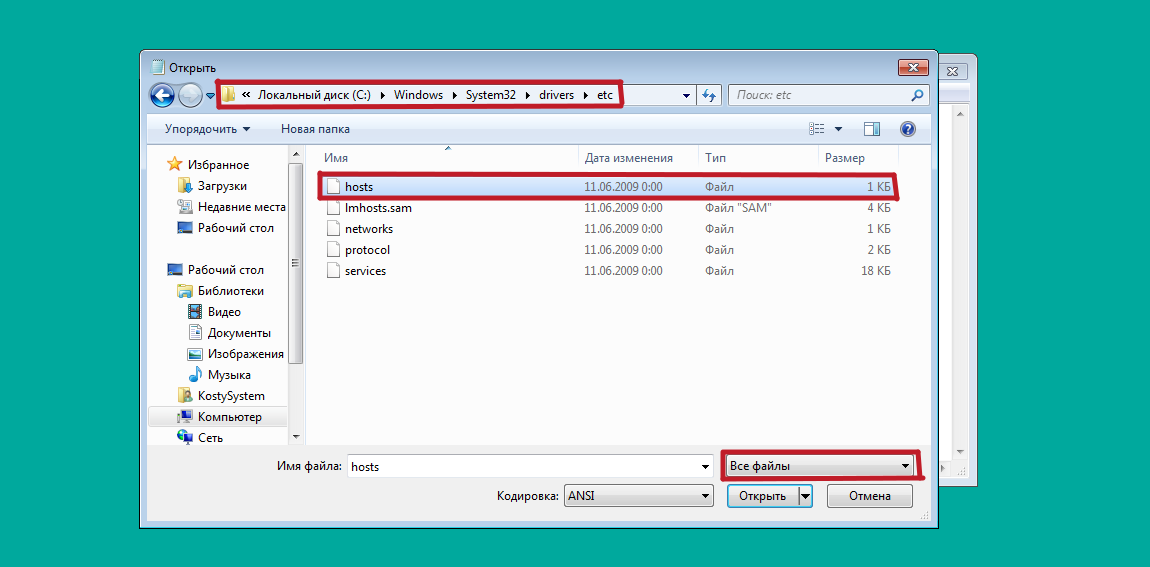 Открыть
« Локальный диск (C:) Windows System32 drivers etc
Поиск: etc
Упорядочить Новая папка
Избранное
Загрузки
Недавние места
Рабочий стол
Рабочий стол
Библиотеки
Видео
Документы
Изображения
Музыка
KostySystem
Компьютер
Сеть
Имя Дата изменения Тип Размер
hosts 11.06.2009 0:00 Файл 1 КБ
lmhosts.sam 11.06.2009 0:00 Файл "SAM" 4 КБ
networks 11.06.2009 0:00 Файл 1 КБ
protocol 11.06.2009 0:00 Файл 2 КБ
services 11.06.2009 0:00 Файл 18 КБ
Имя файла: hosts Все файлы
Кодировка: ANSI Открыть Отмена